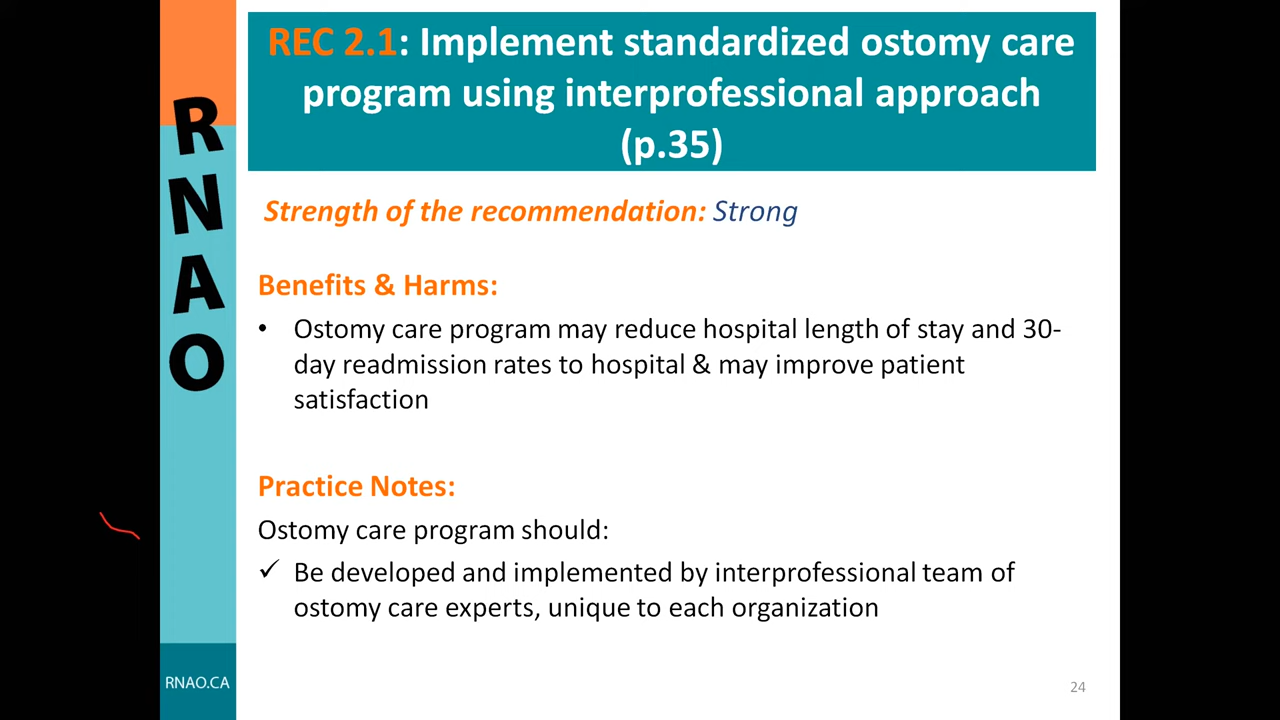 REC 2.1: Implement standardized ostomy care
program using interprofessional approach
(p.35)
RNAO
Strength of the recommendation: Strong
Benefits & Harms:
• Ostomy care program may reduce hospital length of stay and 30-
day readmission rates to hospital & may improve patient
satisfaction
Practice Notes:
Ostomy care program should:
✓ Be developed and implemented by interprofessional team of
ostomy care experts, unique to each organization
RNAO.CA
24